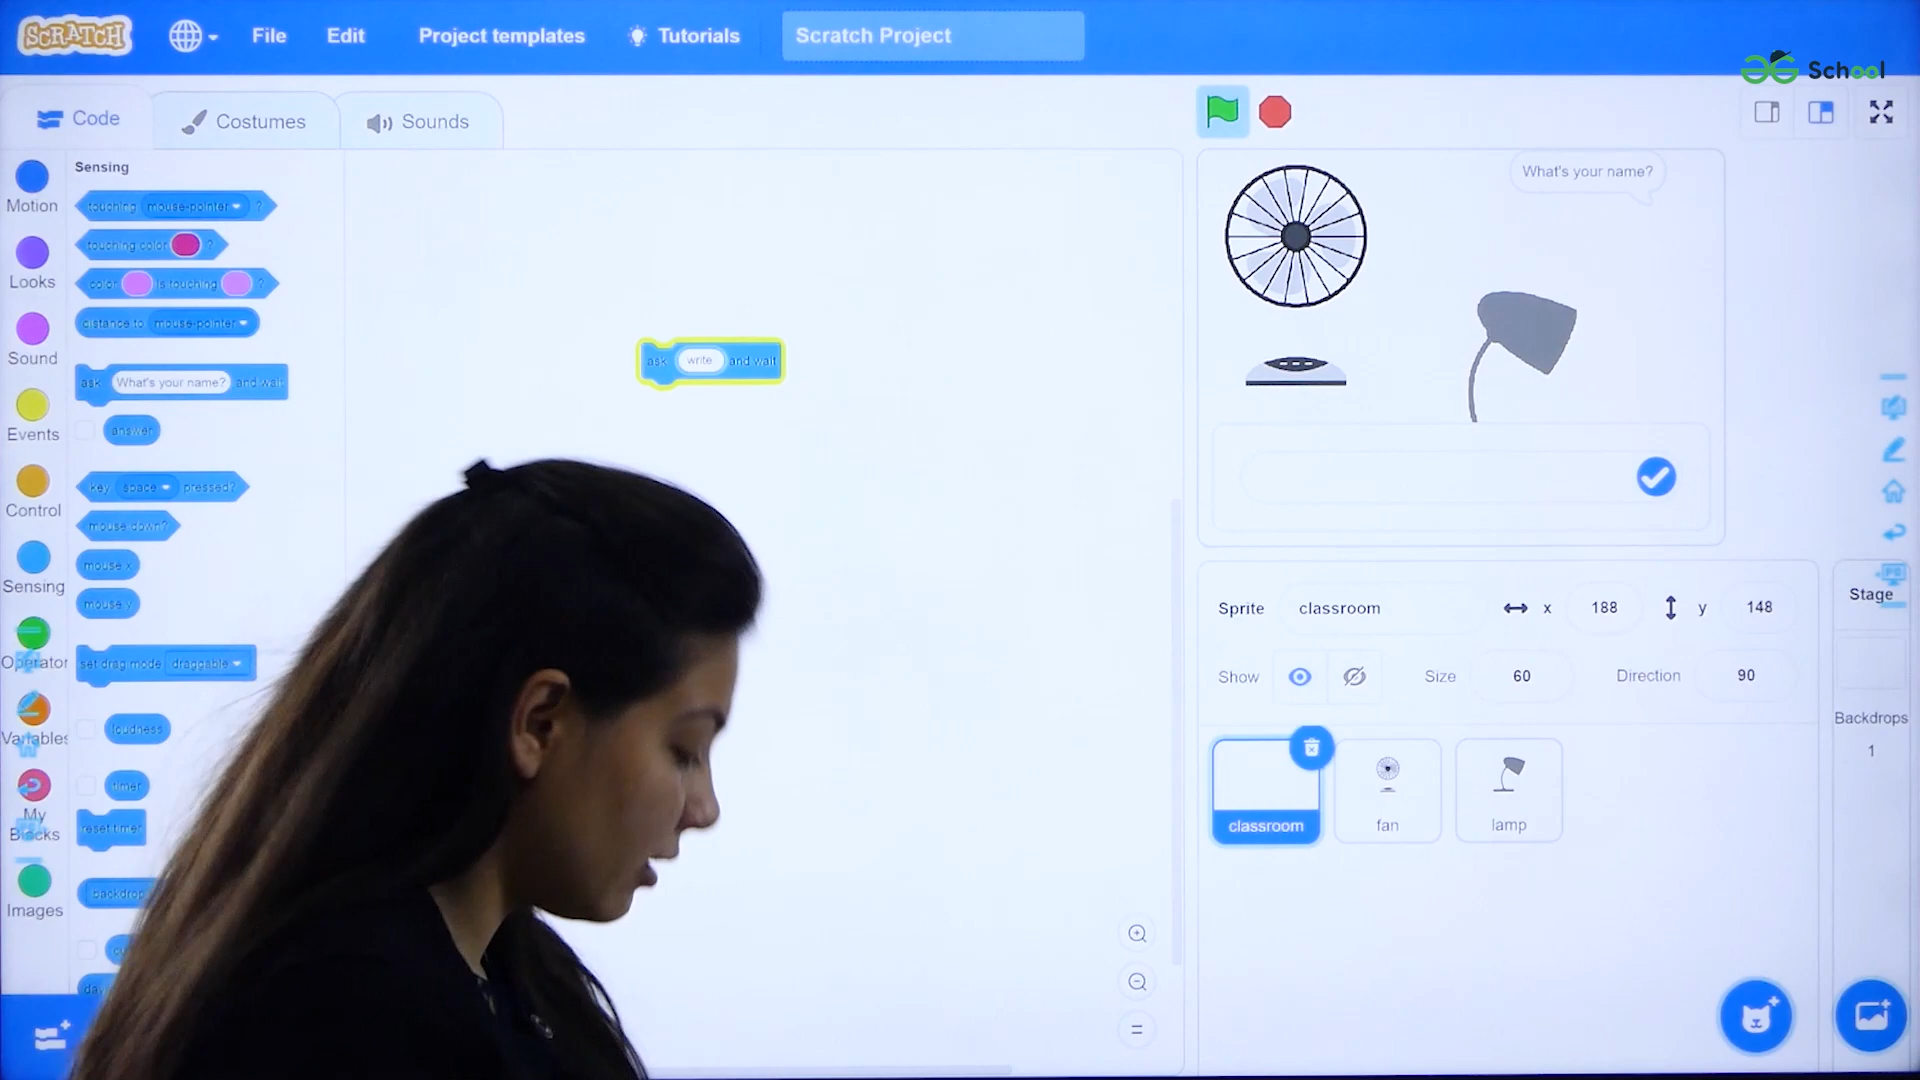 SCRATCH
File
Edit
Project templates
Tutorials
Scratch Project
School
Code
Costumes
Sounds
Motion
Looks
Sound
Events
Control
Sensing
Operator
Variables
My
Blocks
Images
Sensing
touching mouse-pointer ?
touching color ?
color is touching ?
distance to mouse-pointer
ask What's your name? and wait
answer
key space pressed?
mouse down?
mouse x
mouse y
set drag mode draggable
loudness
timer
reset timer
backdrop
ask write and wait
What's your name?
Sprite classroom
x 188
y 148
Show
Size 60
Direction 90
classroom
fan
lamp
Stage
Backdrops
1